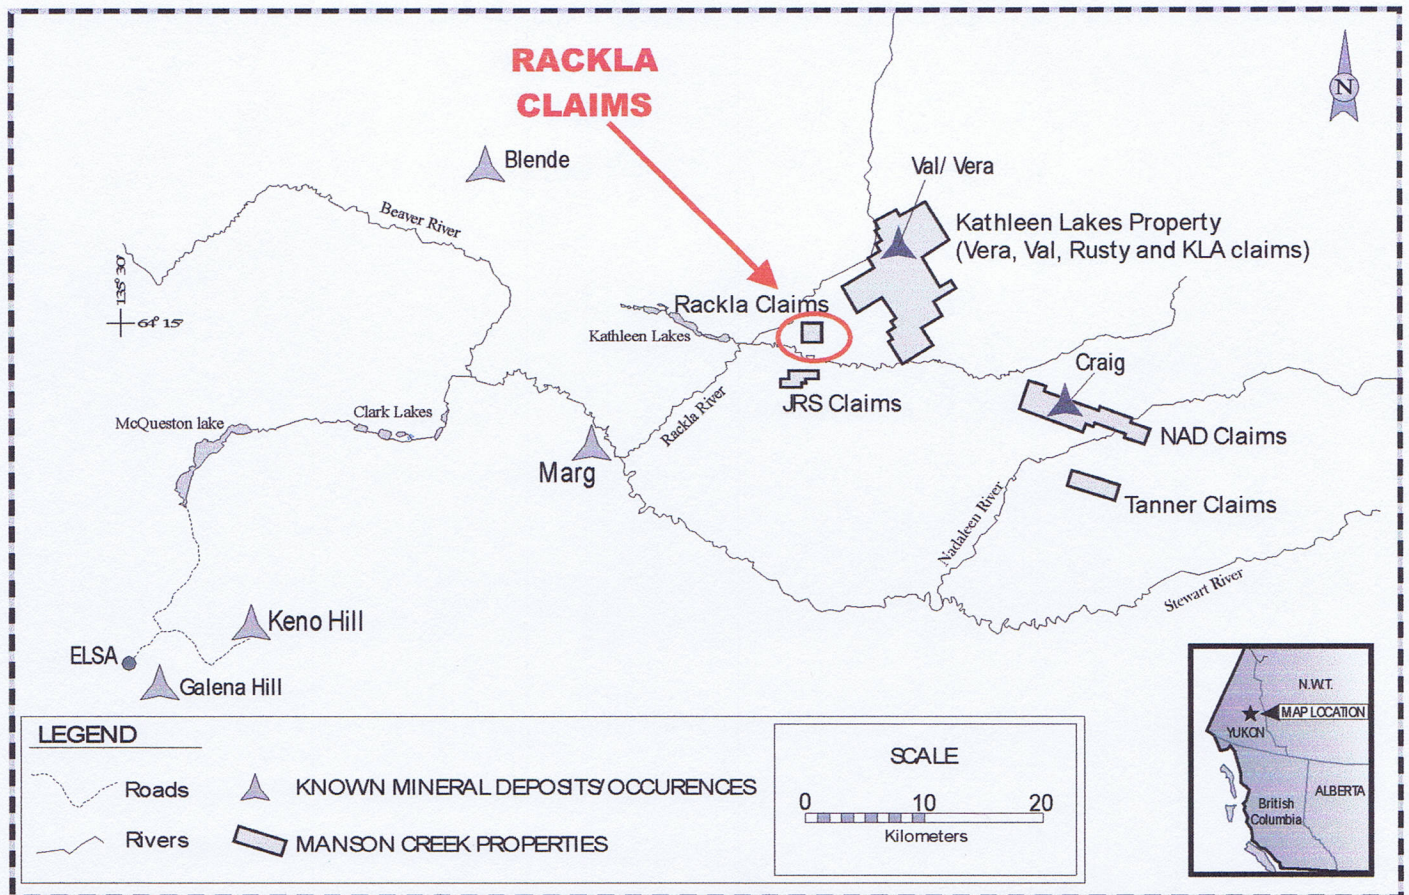 RACKLA
CLAIMS
N
Blende
Val/ Vera
Beaver River
Kathleen Lakes Property
(Vera, Val, Rusty and KLA claims)
135° 30'
64° 15'
Rackla Claims
Kathleen Lakes
Craig
JRS Claims
Rackla River
McQueston lake
Clark Lakes
NAD Claims
Marg
Tanner Claims
Nadaleen River
Stewart River
Keno Hill
ELSA
Galena Hill
LEGEND
Roads
KNOWN MINERAL DEPOSITS/OCCURENCES
Rivers
MANSON CREEK PROPERTIES
SCALE
0 10 20
Kilometers
N.W.T.
MAP LOCATION
YUKON
ALBERTA
British
Columbia